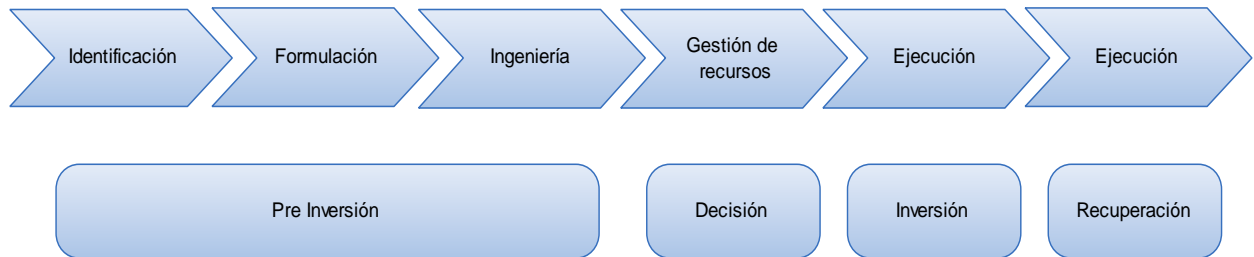 Identificación
Formulación
Ingeniería
Gestión de
recursos
Ejecución
Ejecución
Pre Inversión
Decisión
Inversión
Recuperación